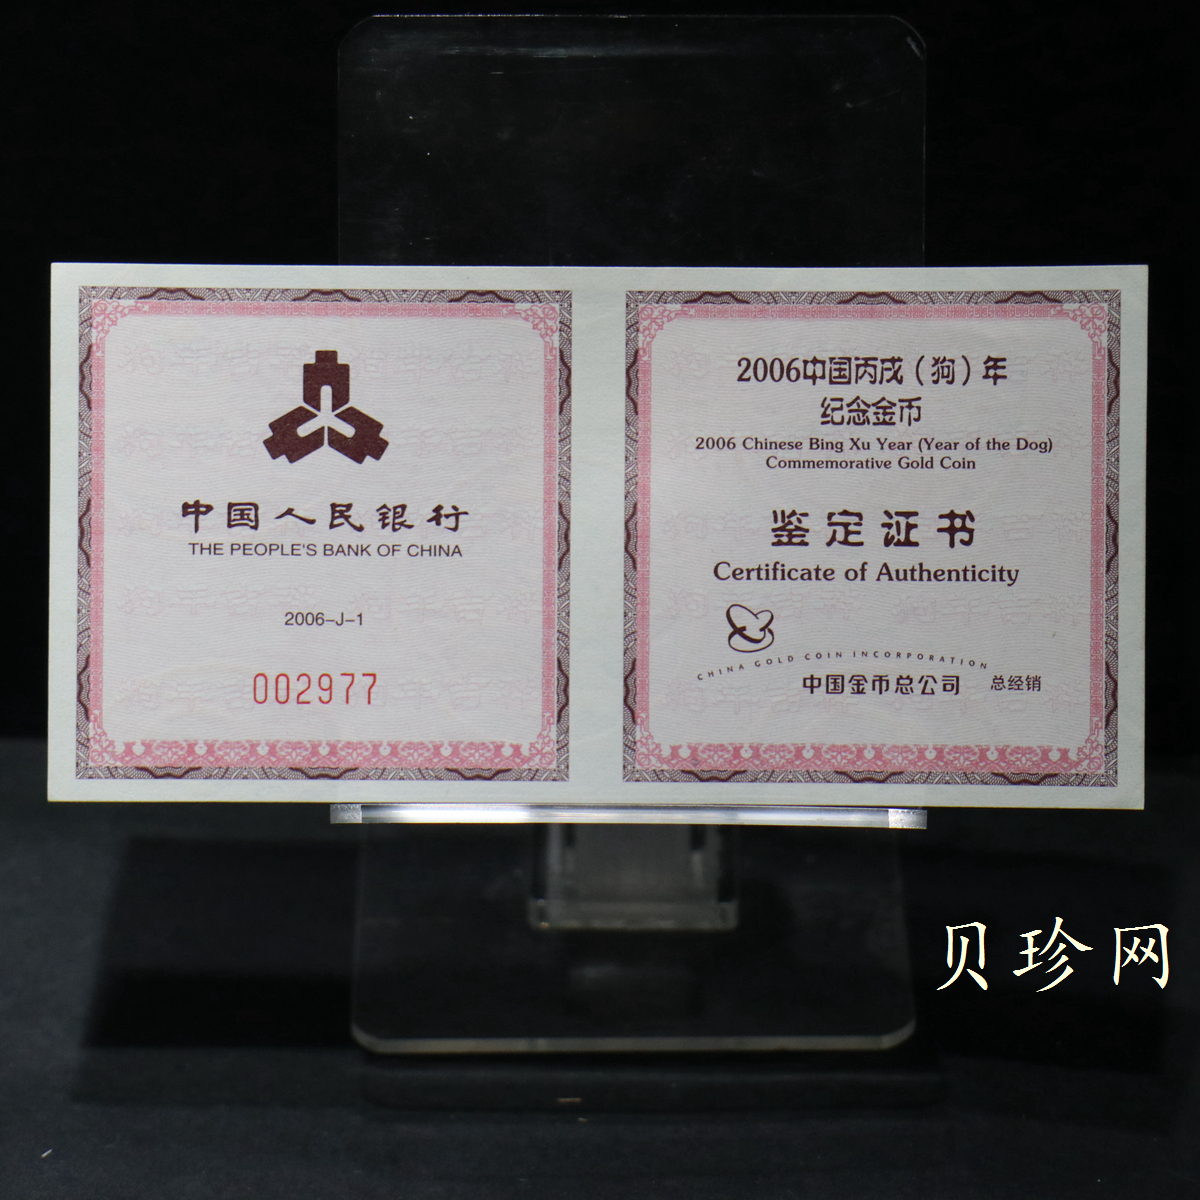 中国人民银行
THE PEOPLE'S BANK OF CHINA
2006-J-1
002977
2006中国丙戌（狗）年
纪念金币
2006 Chinese Bing Xu Year (Year of the Dog)
Commemorative Gold Coin
鉴定证书
Certificate of Authenticity
CHINA GOLD COIN INCORPORATION
中国金币总公司 总经销
贝珍网